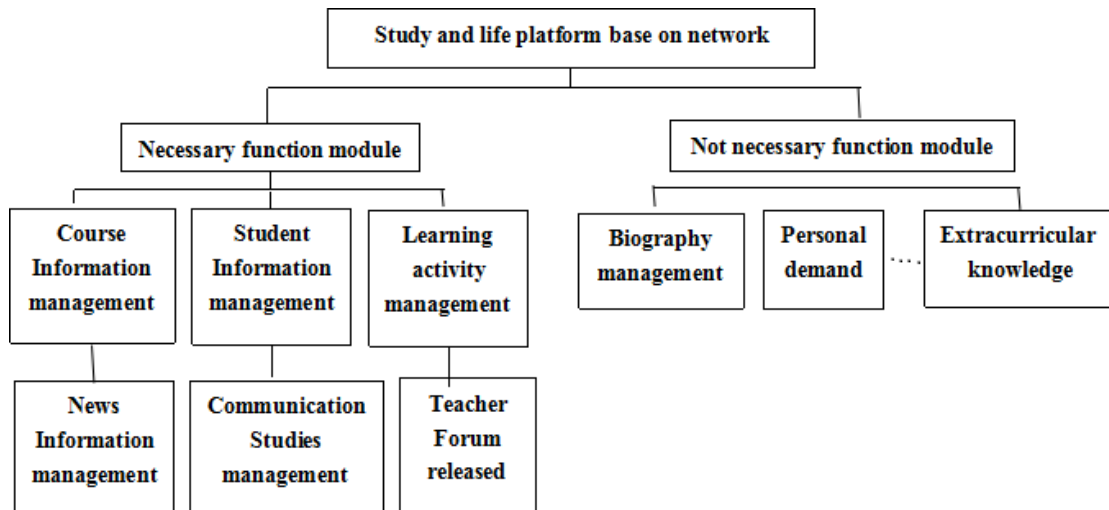 Study and life platform base on network
Necessary function module
Not necessary function module
Course
Information
management
Student
Information
management
Learning
activity
management
Biography
management
Personal
demand
....
Extracurricular
knowledge
News
Information
management
Communication
Studies
management
Teacher
Forum
released